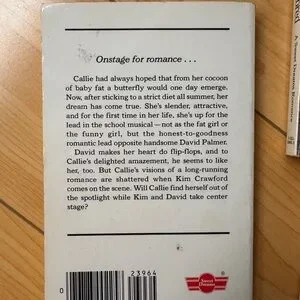 Onstage for romance . . .
Callie had always hoped that from her cocoon
of baby fat a butterfly would one day emerge.
Now, after sticking to a strict diet all summer, her
dream has come true. She's slender, attractive,
and for the first time in her life, she's up for the
lead in the school musical—not as the fat girl or
the funny girl, but the honest-to-goodness
romantic lead opposite handsome David Palmer.
David makes her heart do flip-flops, and to
Callie's delighted amazement, he seems to like
her, too. But Callie's visions of a long-running
romance are shattered when Kim Crawford
comes on the scene. Will Callie find herself out of
the spotlight while Kim and David take center
stage?
23964
0
Sweet
Dreams
®
A Sweet Dreams Romance